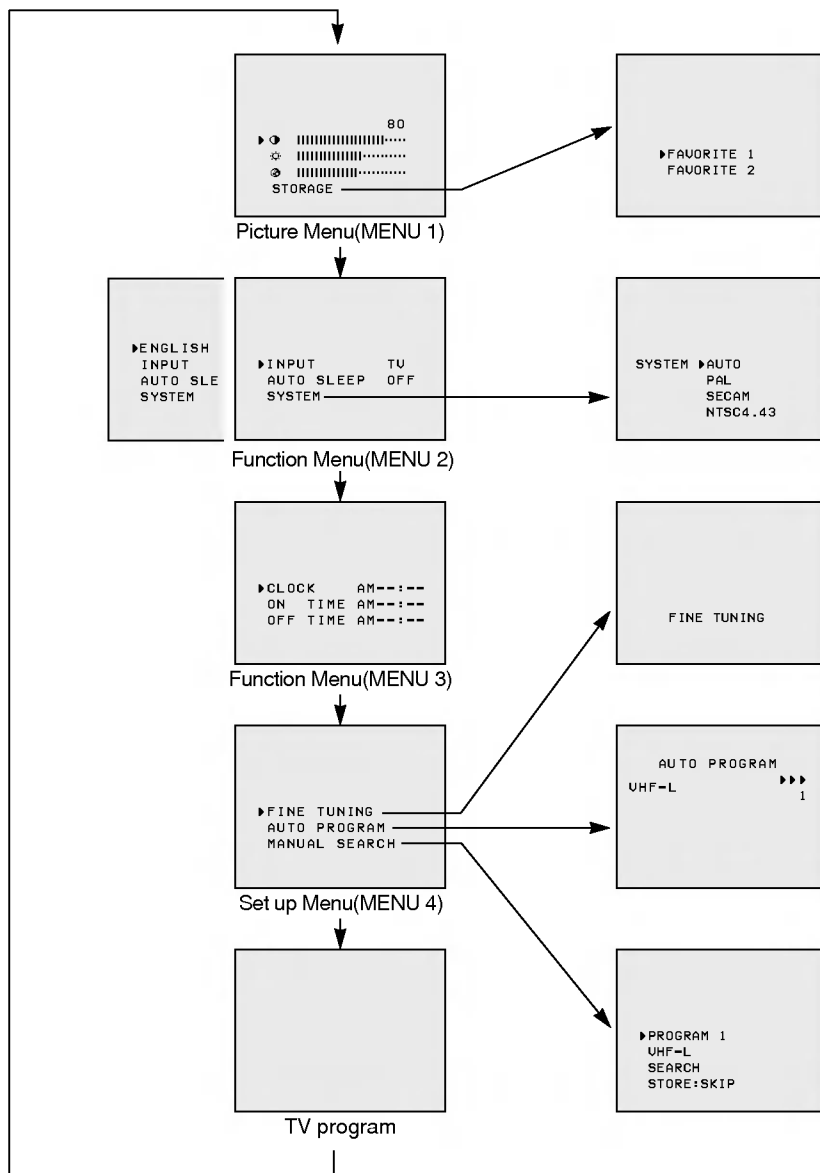 80
STORAGE
Picture Menu(MENU 1)
▶FAVORITE 1
FAVORITE 2
▶ENGLISH
INPUT
AUTO SLE
SYSTEM
▶INPUT TV
AUTO SLEEP OFF
SYSTEM
Function Menu(MENU 2)
SYSTEM ▶AUTO
PAL
SECAM
NTSC4.43
▶CLOCK AM--:--
ON TIME AM--:--
OFF TIME AM--:--
Function Menu(MENU 3)
FINE TUNING
▶FINE TUNING
AUTO PROGRAM
MANUAL SEARCH
Set up Menu(MENU 4)
AUTO PROGRAM
VHF-L ▶▶▶
1
TV program
▶PROGRAM 1
VHF-L
SEARCH
STORE:SKIP